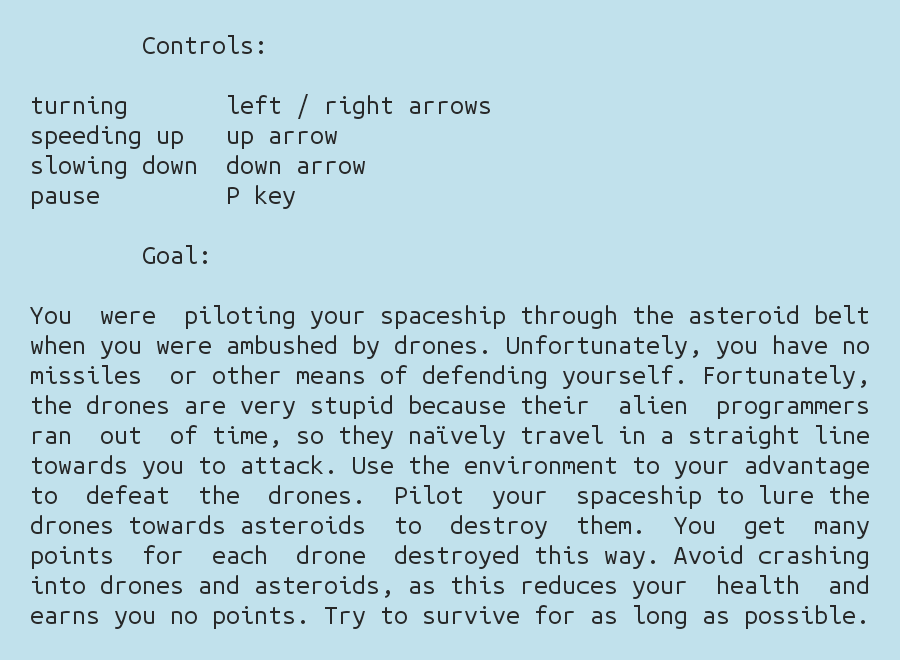 Controls:
turning left / right arrows
speeding up up arrow
slowing down down arrow
pause P key
Goal:
You were piloting your spaceship through the asteroid belt
when you were ambushed by drones. Unfortunately, you have no
missiles or other means of defending yourself. Fortunately,
the drones are very stupid because their alien programmers
ran out of time, so they naïvely travel in a straight line
towards you to attack. Use the environment to your advantage
to defeat the drones. Pilot your spaceship to lure the
drones towards asteroids to destroy them. You get many
points for each drone destroyed this way. Avoid crashing
into drones and asteroids, as this reduces your health and
earns you no points. Try to survive for as long as possible.